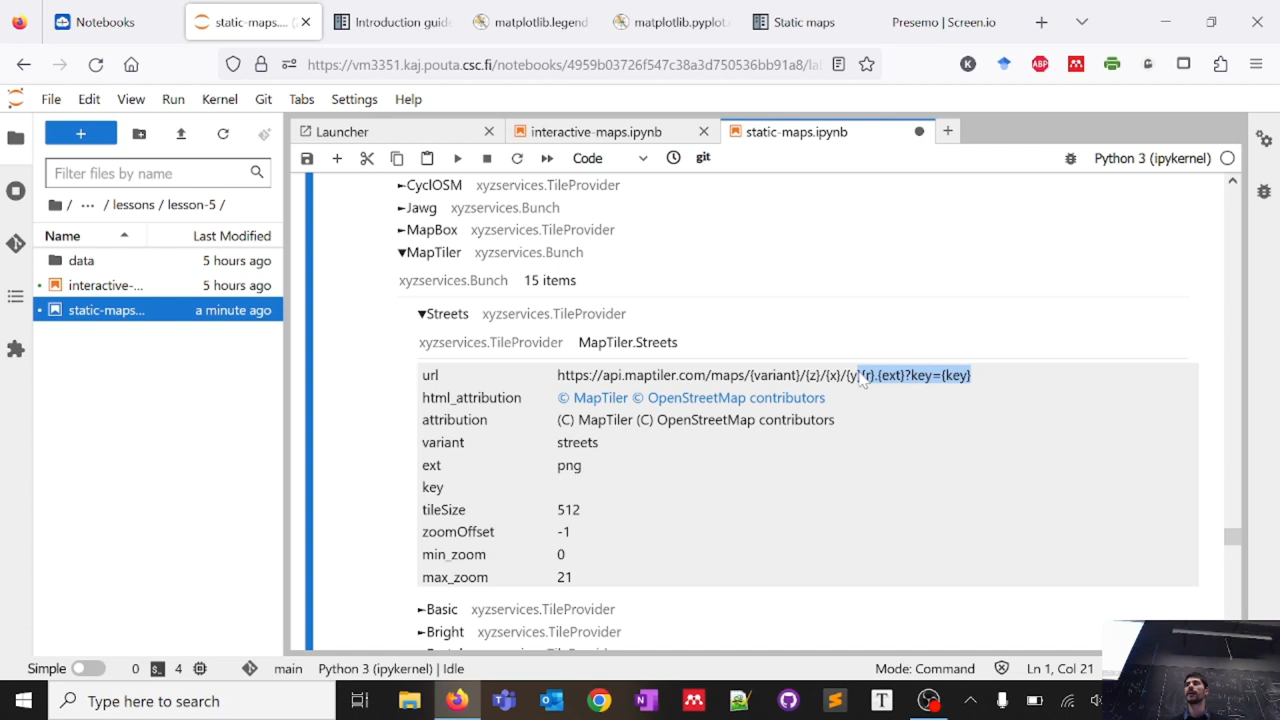 Notebooks
static-maps.... (
Introduction guid
matplotlib.legend
matplotlib.pyplot.
Static maps
Presemo | Screen.io
https://vm3351.kaj.pouta.csc.fi/notebooks/4959b03726f547c38a3d750536bb91a8/la
File Edit View Run Kernel Git Tabs Settings Help
Launcher
interactive-maps.ipynb
static-maps.ipynb
Code
git
Python 3 (ipykernel)
Filter files by name
/ ... / lessons / lesson-5 /
Name Last Modified
data 5 hours ago
interactive-... 5 hours ago
static-maps... a minute ago
CyclOSM xyzservices.TileProvider
Jawg xyzservices.Bunch
MapBox xyzservices.TileProvider
MapTiler xyzservices.Bunch
xyzservices.Bunch 15 items
Streets xyzservices.TileProvider
xyzservices.TileProvider MapTiler.Streets
url https://api.maptiler.com/maps/{variant}/{z}/{x}/{y}{r}.{ext}?key={key}
html_attribution © MapTiler © OpenStreetMap contributors
attribution (C) MapTiler (C) OpenStreetMap contributors
variant streets
ext png
key
tileSize 512
zoomOffset -1
min_zoom 0
max_zoom 21
Basic xyzservices.TileProvider
Bright xyzservices.TileProvider
Simple 0 4 main Python 3 (ipykernel) | Idle Mode: Command Ln 1, Col 21
Type here to search